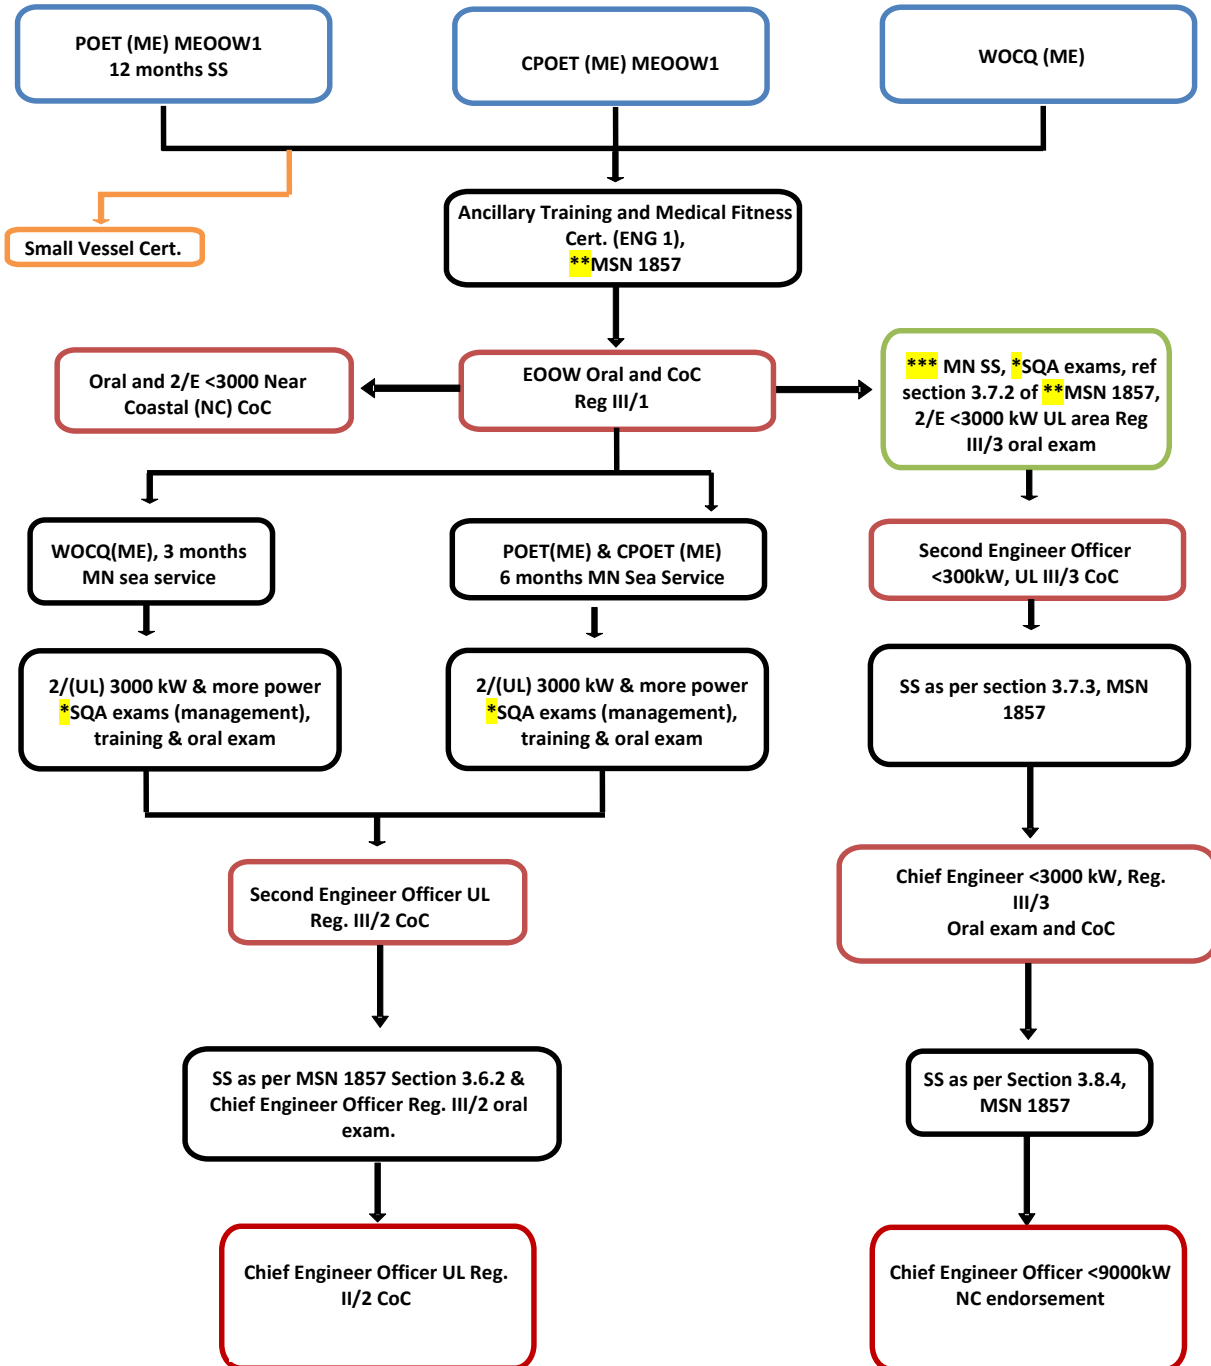 POET (ME) MEOOW1
12 months SS
CPOET (ME) MEOOW1
WOCQ (ME)
Small Vessel Cert.
Ancillary Training and Medical Fitness
Cert. (ENG 1),
**MSN 1857
Oral and 2/E <3000 Near
Coastal (NC) CoC
EOOW Oral and CoC
Reg III/1
*** MN SS, *SQA exams, ref
section 3.7.2 of **MSN 1857,
2/E <3000 kW UL area Reg
III/3 oral exam
WOCQ(ME), 3 months
MN sea service
POET(ME) & CPOET (ME)
6 months MN Sea Service
Second Engineer Officer
<300kW, UL III/3 CoC
2/(UL) 3000 kW & more power
*SQA exams (management),
training & oral exam
2/(UL) 3000 kW & more power
*SQA exams (management),
training & oral exam
SS as per section 3.7.3, MSN
1857
Second Engineer Officer UL
Reg. III/2 CoC
Chief Engineer <3000 kW, Reg.
III/3
Oral exam and CoC
SS as per MSN 1857 Section 3.6.2 &
Chief Engineer Officer Reg. III/2 oral
exam.
SS as per Section 3.8.4,
MSN 1857
Chief Engineer Officer UL Reg.
II/2 CoC
Chief Engineer Officer <9000kW
NC endorsement